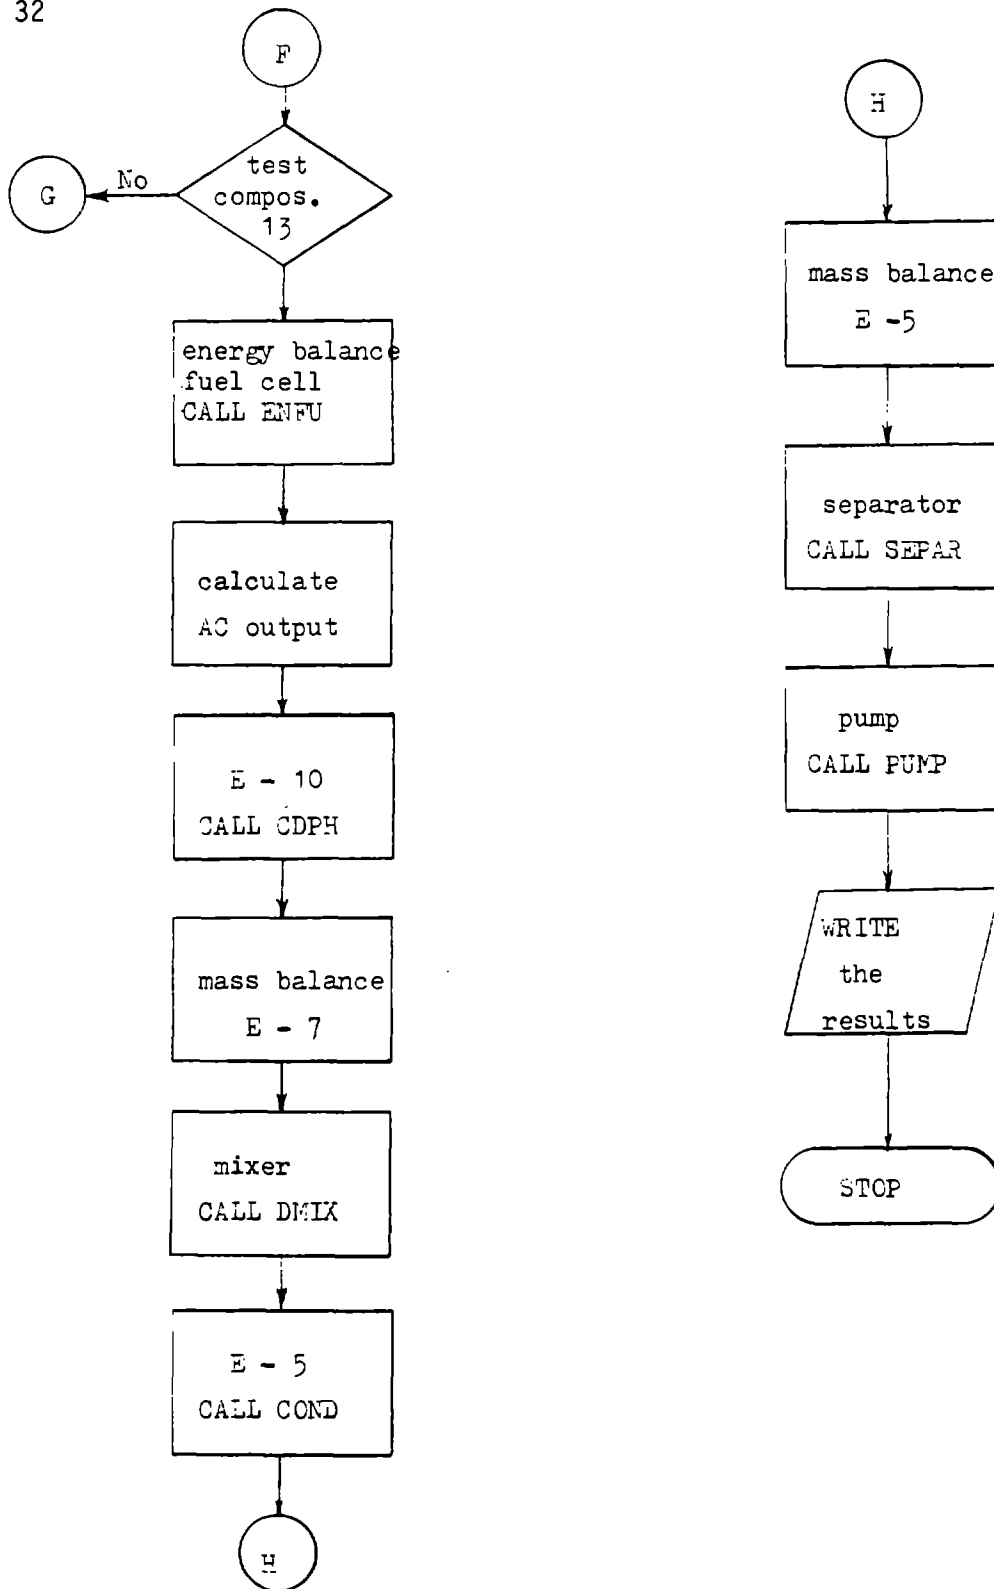 32
F
test
compos.
13
No
G
energy balance
fuel cell
CALL ENFU
calculate
AC output
E - 10
CALL CDPH
mass balance
E - 7
mixer
CALL DMIX
E - 5
CALL COND
H
H
mass balance
E -5
separator
CALL SEPAR
pump
CALL PUMP
WRITE
the
results
STOP